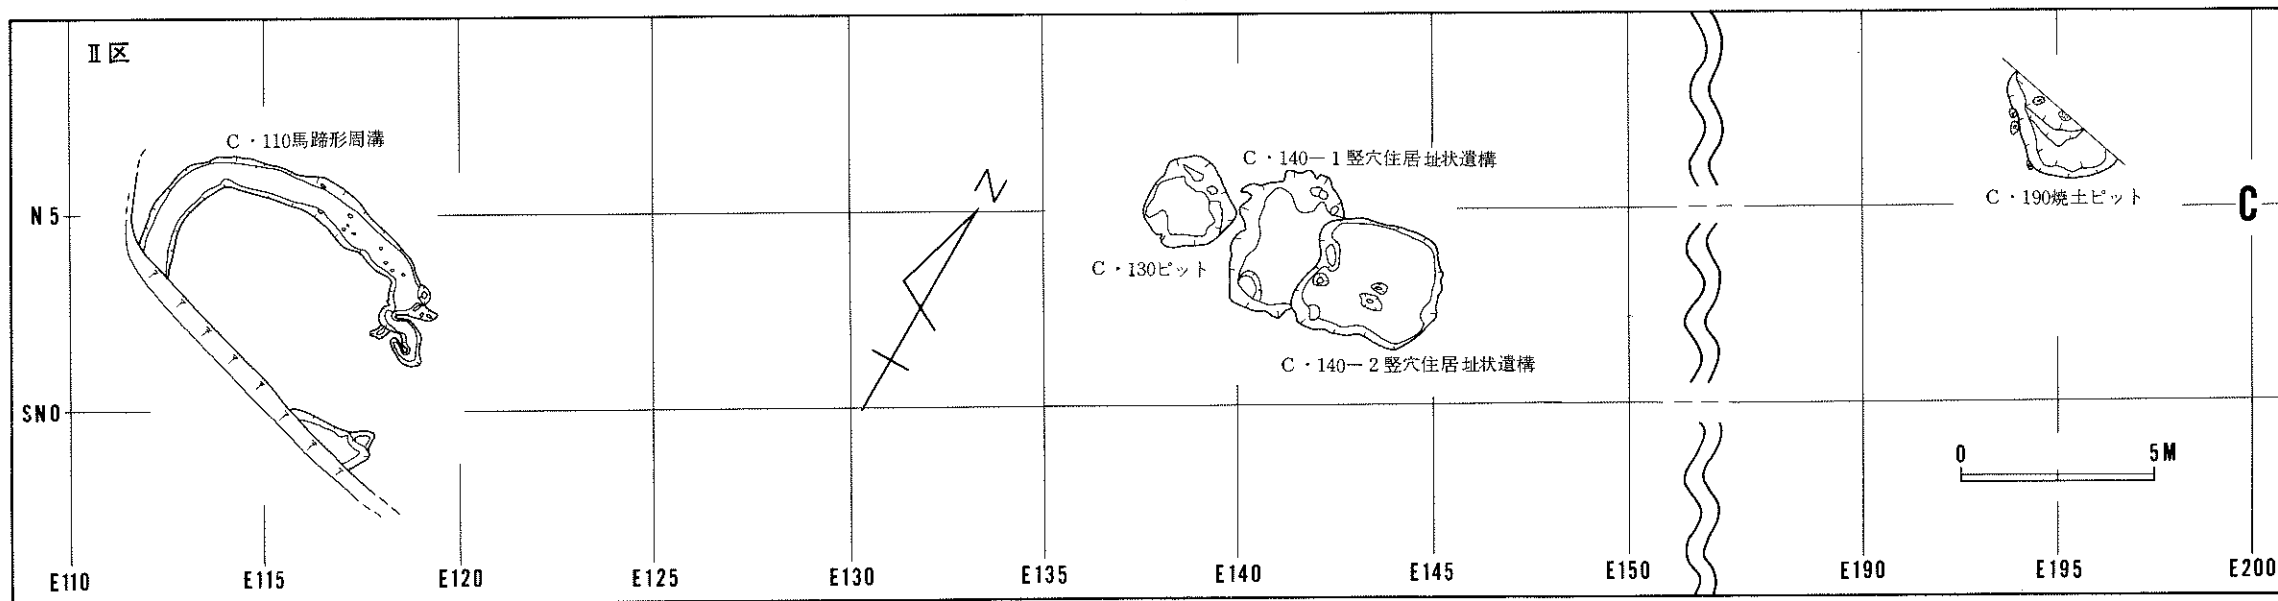 Ⅱ区
C・110馬蹄形周溝
N
C・140－1竪穴住居址状遺構
C・190焼土ピット
N5
C
C・130ピット
C・140－2竪穴住居址状遺構
SN0
0 5M
E110 E115 E120 E125 E130 E135 E140 E145 E150 E190 E195 E200